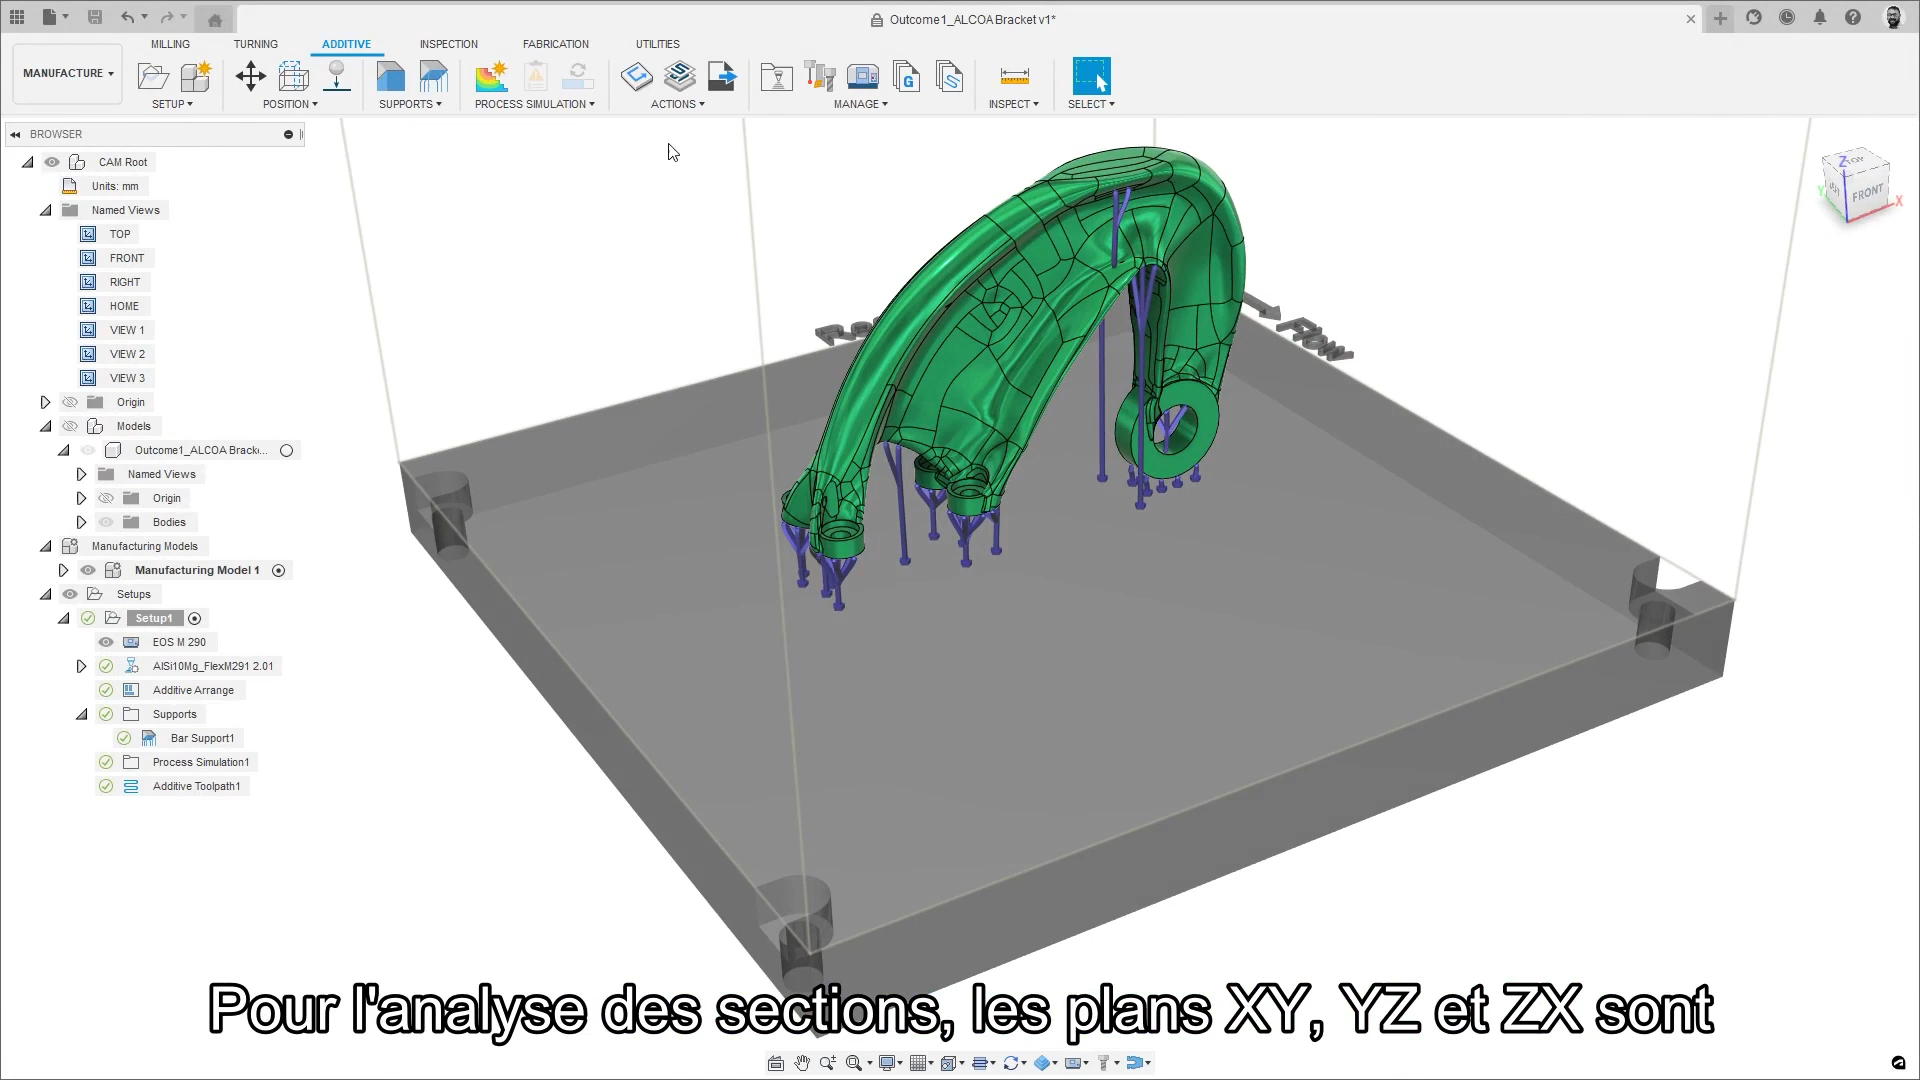 Outcome1_ALCOA Bracket v1*
MILLING
TURNING
ADDITIVE
INSPECTION
FABRICATION
UTILITIES
MANUFACTURE
SETUP
POSITION
SUPPORTS
PROCESS SIMULATION
ACTIONS
MANAGE
INSPECT
SELECT
BROWSER
CAM Root
Units: mm
Named Views
TOP
FRONT
RIGHT
HOME
VIEW 1
VIEW 2
VIEW 3
Origin
Models
Outcome1_ALCOA Bracke...
Named Views
Origin
Bodies
Manufacturing Models
Manufacturing Model 1
Setups
Setup1
EOS M 290
AlSi10Mg_FlexM291 2.01
Additive Arrange
Supports
Bar Support1
Process Simulation1
Additive Toolpath1
TOP
FRONT
Z
Y
X
Flow
G
Pour l'analyse des sections, les plans XY, YZ et ZX sont